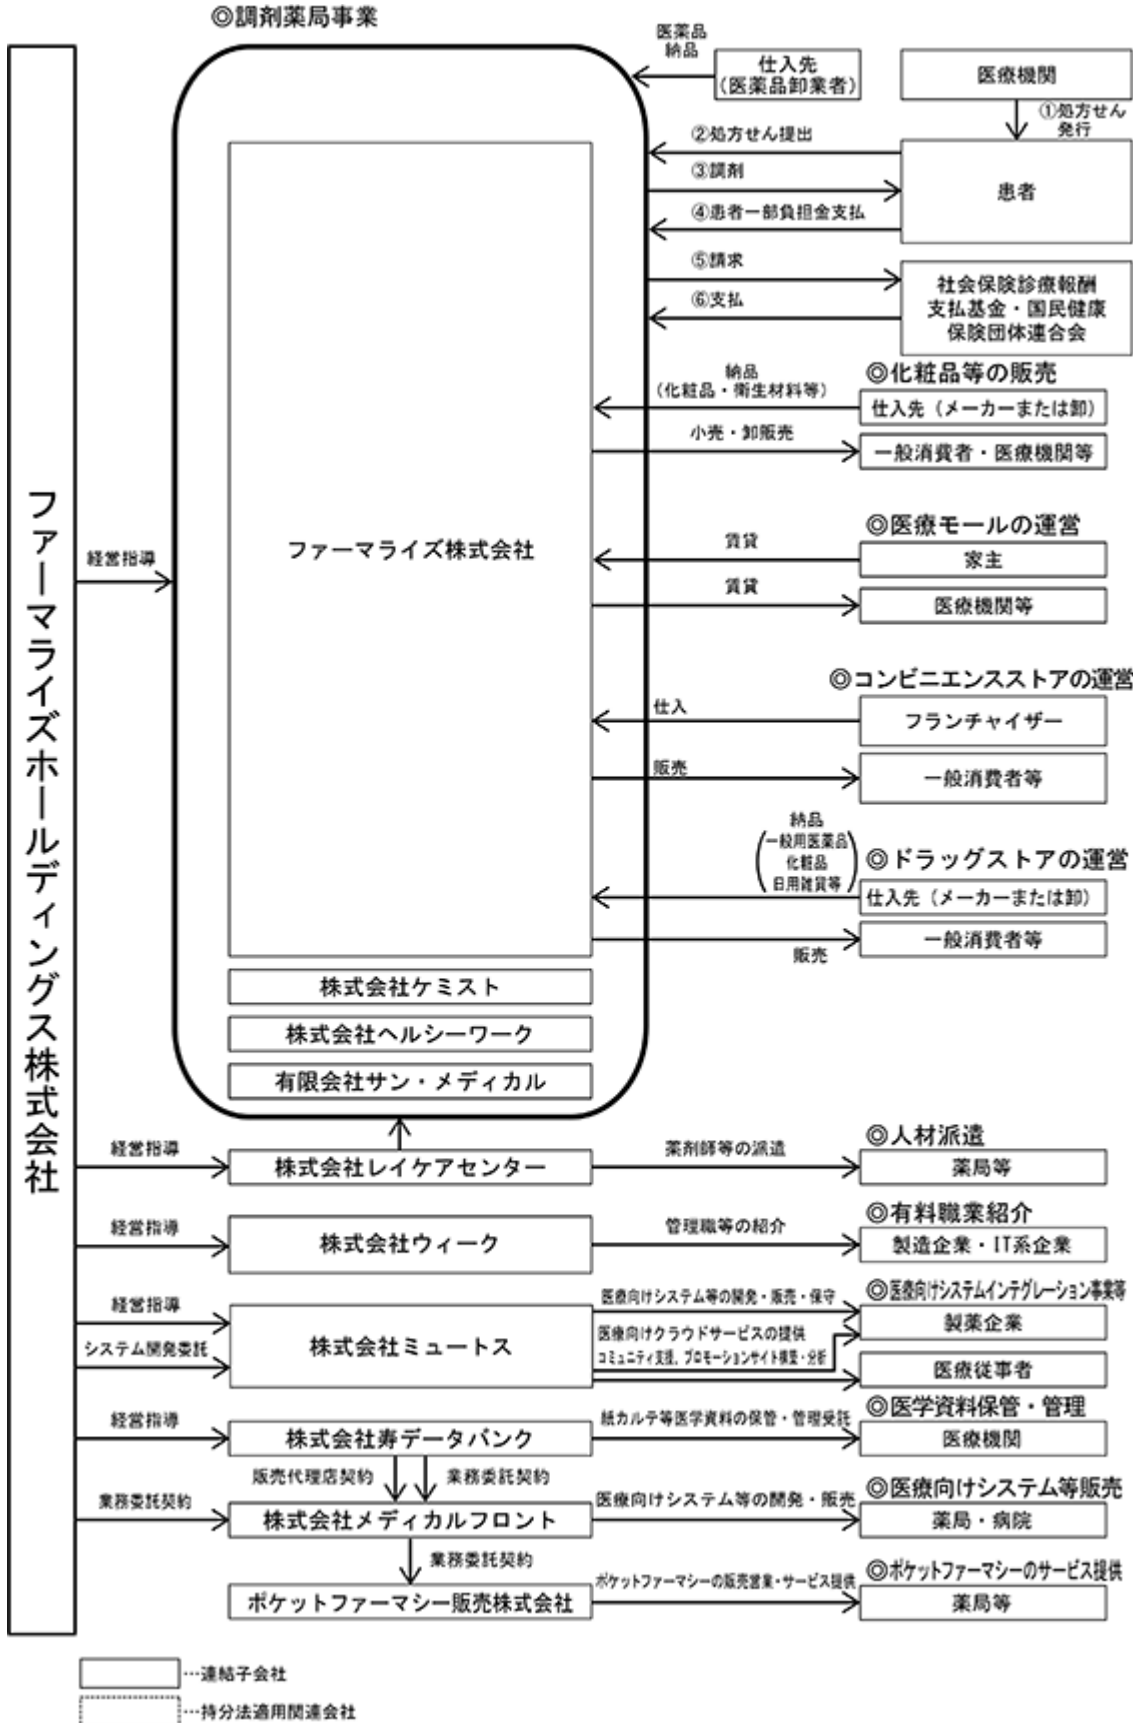 ◎調剤薬局事業
ファーマライズホールディングス株式会社
医薬品
納品
仕入先
（医薬品卸業者）
医療機関
①処方せん
発行
②処方せん提出
③調剤
④患者一部負担金支払
患者
⑤請求
⑥支払
社会保険診療報酬
支払基金・国民健康
保険団体連合会
経営指導
ファーマライズ株式会社
◎化粧品等の販売
納品
（化粧品・衛生材料等）
仕入先（メーカーまたは卸）
小売・卸販売
一般消費者・医療機関等
◎医療モールの運営
賃貸
家主
賃貸
医療機関等
◎コンビニエンスストアの運営
仕入
フランチャイザー
販売
一般消費者等
◎ドラッグストアの運営
納品
（一般用医薬品
化粧品
日用雑貨等）
仕入先（メーカーまたは卸）
販売
一般消費者等
株式会社ケミスト
株式会社ヘルシーワーク
有限会社サン・メディカル
◎人材派遣
経営指導
株式会社レイケアセンター
薬剤師等の派遣
薬局等
◎有料職業紹介
経営指導
株式会社ウィーク
管理職等の紹介
製造企業・IT系企業
◎医療向けシステムインテグレーション事業等
経営指導
システム開発委託
株式会社ミュートス
医療向けシステム等の開発・販売・保守
医療向けクラウドサービスの提供
コミュニティ支援、プロモーションサイト構築・分析
製薬企業
医療従事者
◎医学資料保管・管理
経営指導
株式会社寿データバンク
紙カルテ等医学資料の保管・管理受託
医療機関
販売代理店契約
業務委託契約
◎医療向けシステム等販売
業務委託契約
株式会社メディカルフロント
医療向けシステム等の開発・販売
薬局・病院
業務委託契約
◎ポケットファーマシーのサービス提供
ポケットファーマシー販売株式会社
ポケットファーマシーの販売営業・サービス提供
薬局等
…連結子会社
…持分法適用関連会社